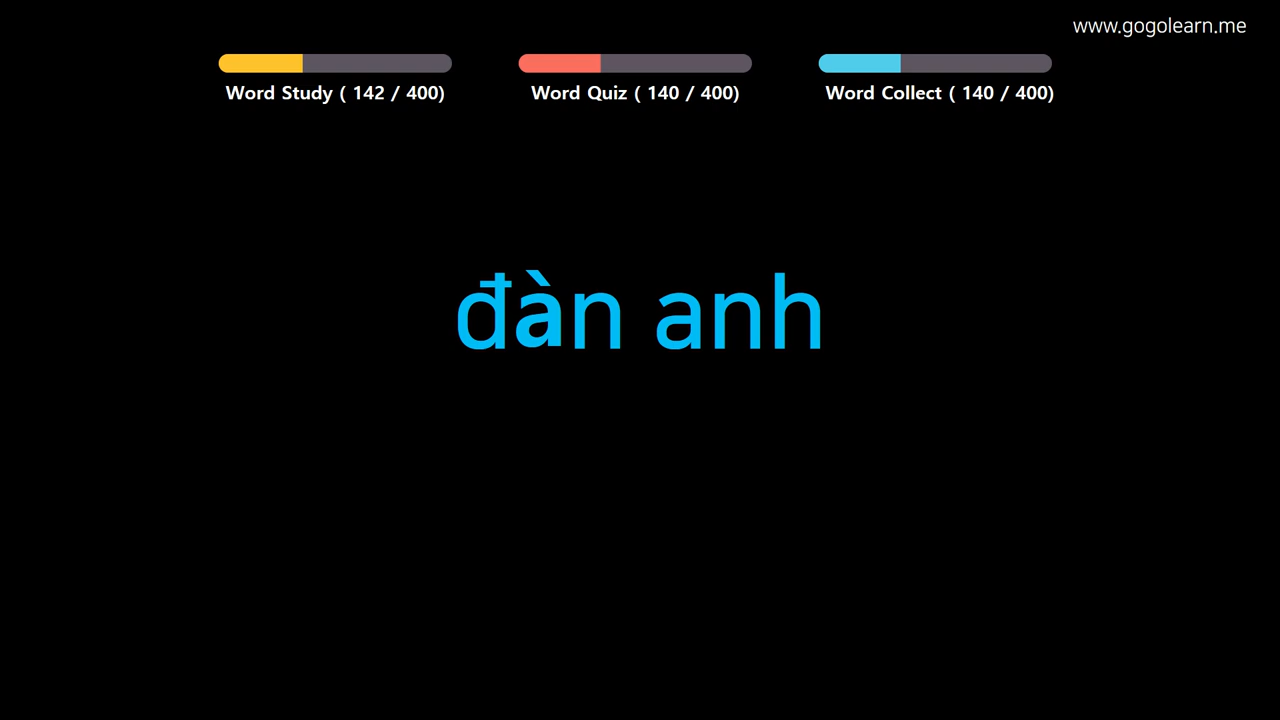 www.gogolearn.me
Word Study ( 142 / 400)
Word Quiz ( 140 / 400)
Word Collect ( 140 / 400)
đàn anh